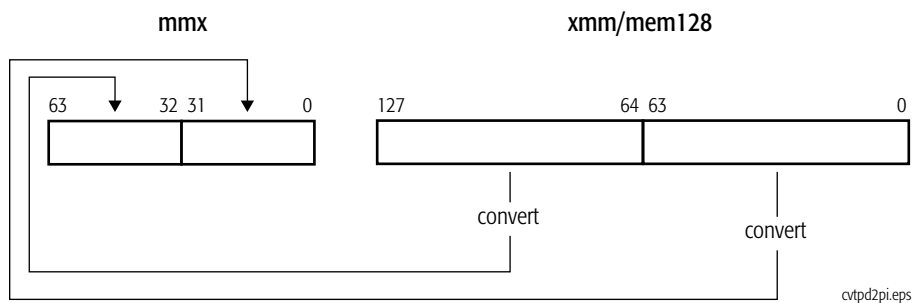 mmx xmm/mem128
63 32 31 0 127 64 63 0
convert
convert
cvtpd2pi.eps